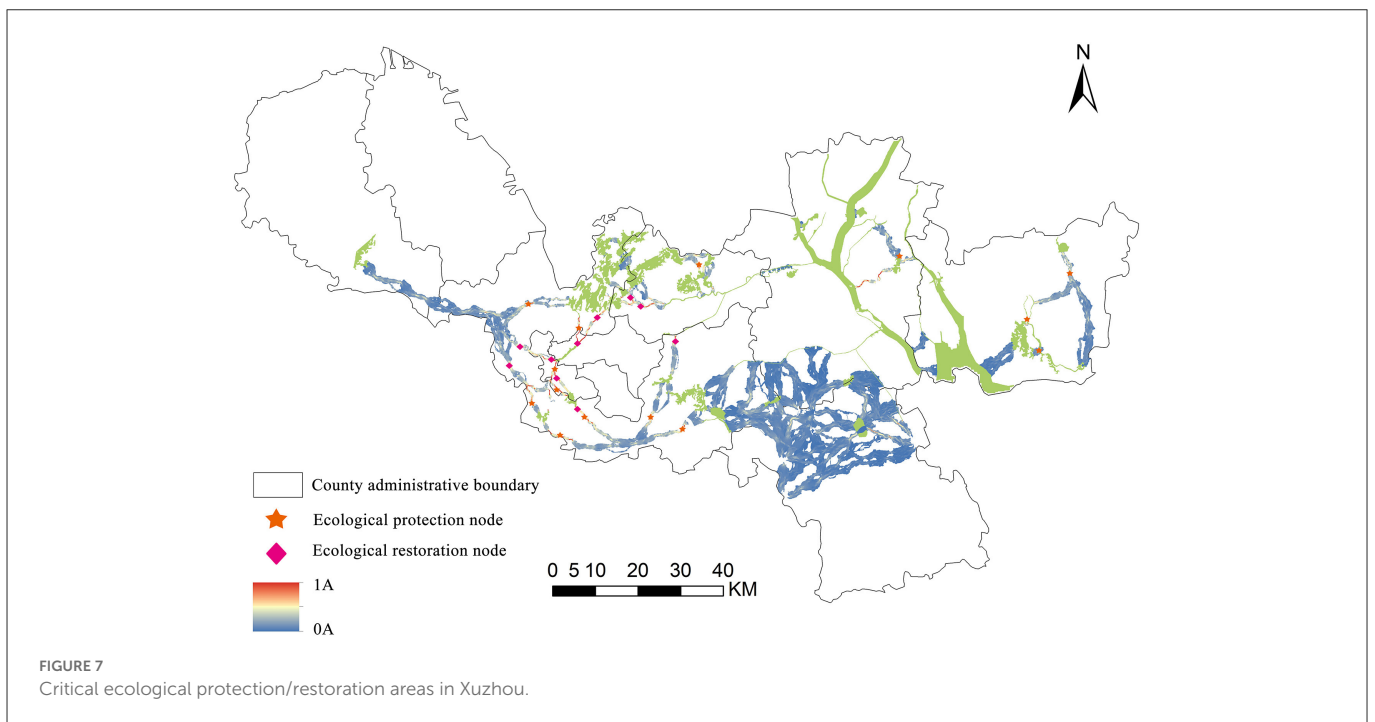 N
County administrative boundary
Ecological protection node
Ecological restoration node
1A
0A
0 5 10 20 30 40
KM
FIGURE 7
Critical ecological protection/restoration areas in Xuzhou.